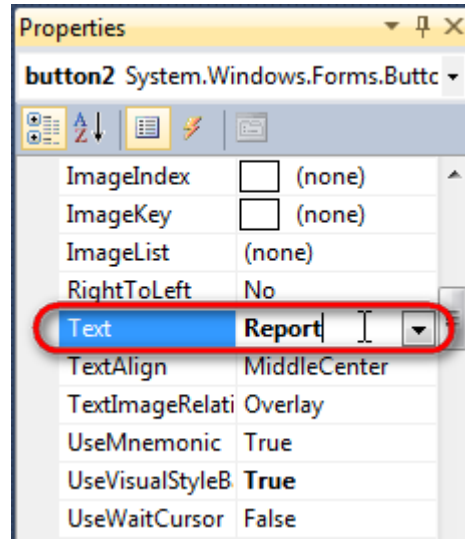 Properties
button2 System.Windows.Forms.Buttc
ImageIndex (none)
ImageKey (none)
ImageList (none)
RightToLeft No
Text Report
TextAlign MiddleCenter
TextImageRelati Overlay
UseMnemonic True
UseVisualStyleB True
UseWaitCursor False